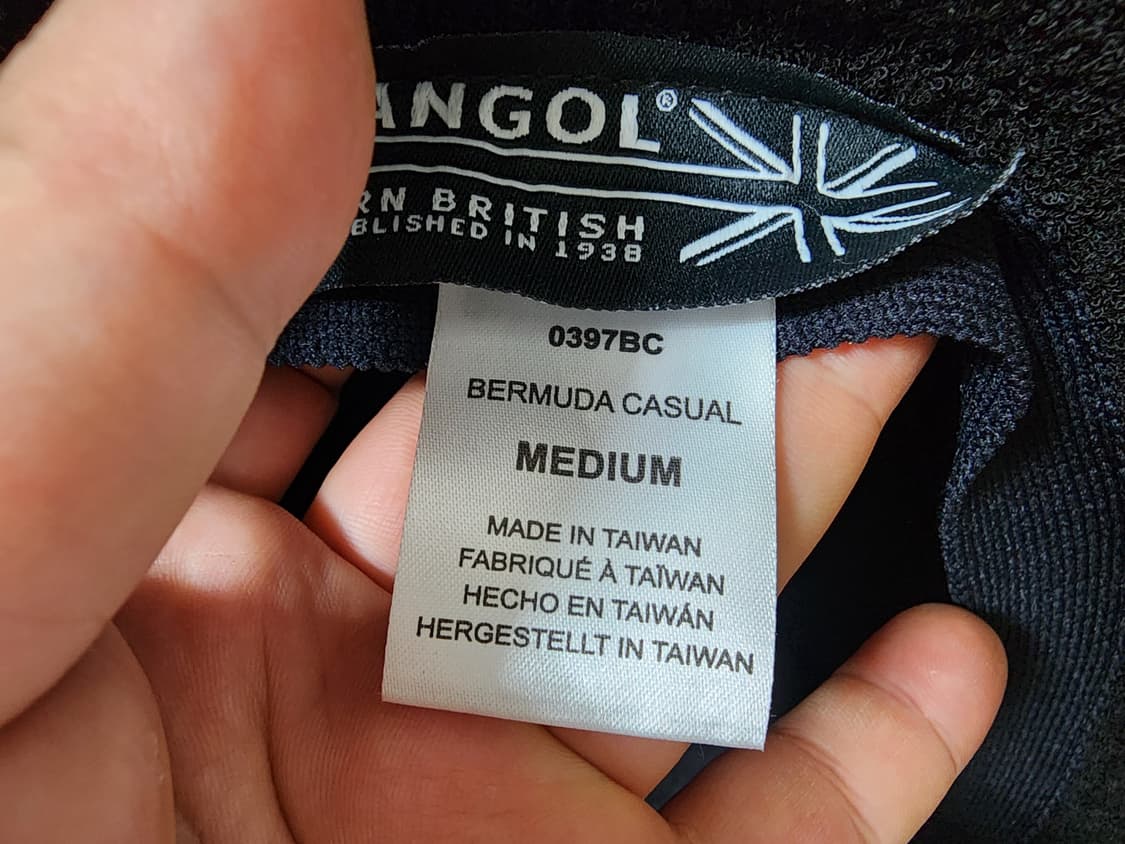 ANGOL®
RN BRITISH
BLISHED IN 1938
0397BC
BERMUDA CASUAL
MEDIUM
MADE IN TAIWAN
FABRIQUÉ À TAÏWAN
HECHO EN TAIWÁN
HERGESTELLT IN TAIWAN